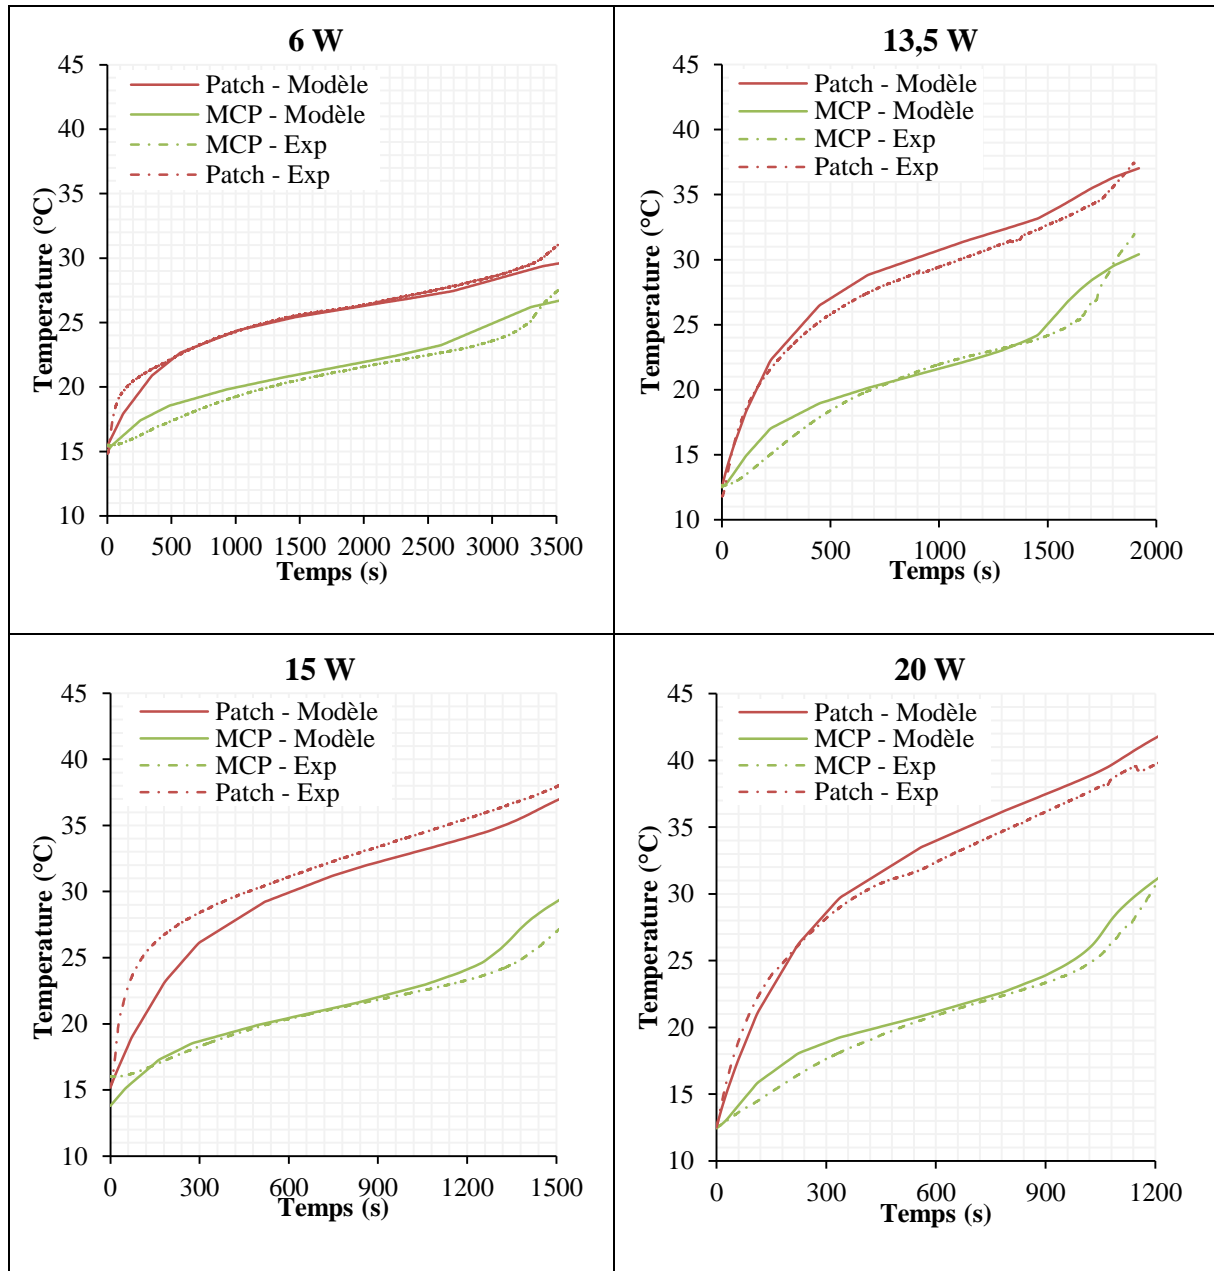 6 W
45
40
35
30
25
20
15
10
Temperature (°C)
Patch - Modèle
MCP - Modèle
MCP - Exp
Patch - Exp
0 500 1000 1500 2000 2500 3000 3500
Temps (s)
13,5 W
45
40
35
30
25
20
15
10
Temperature (°C)
Patch - Modèle
MCP - Modèle
MCP - Exp
Patch - Exp
0 500 1000 1500 2000
Temps (s)
15 W
45
40
35
30
25
20
15
10
Temperature (°C)
Patch - Modèle
MCP - Modèle
MCP - Exp
Patch - Exp
0 300 600 900 1200 1500
Temps (s)
20 W
45
40
35
30
25
20
15
10
Temperature (°C)
Patch - Modèle
MCP - Modèle
MCP - Exp
Patch - Exp
0 300 600 900 1200
Temps (s)